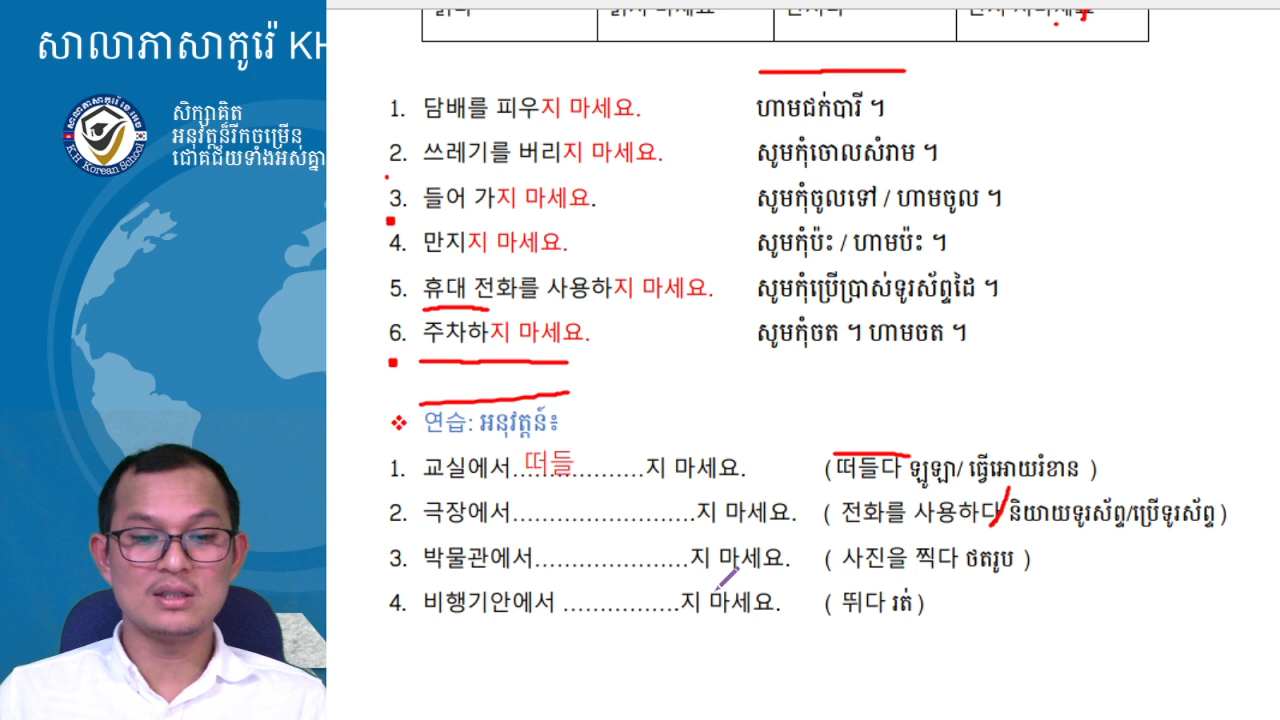 សាលាភាសាកូរ៉េ KH
សិក្សាគិត
អនុវត្តន៏រីកចម្រើន
ជោគជ័យទាំងអស់គ្នា
សាលាភាសាកូរ៉េ ខេ អេច
K.H Korean School
1. 담배를 피우지 마세요. ហាមជក់បារី ។
2. 쓰레기를 버리지 마세요. សូមកុំចោលសំរាម ។
3. 들어 가지 마세요. សូមកុំចូលទៅ / ហាមចូល ។
4. 만지지 마세요. សូមកុំប៉ះ / ហាមប៉ះ ។
5. 휴대 전화를 사용하지 마세요. សូមកុំប្រើប្រាស់ទូរស័ព្ទដៃ ។
6. 주차하지 마세요. សូមកុំចត ។ ហាមចត ។
❖ 연습: អនុវត្តន៍៖
1. 교실에서...떠들...............지 마세요. ( 떠들다 ឡូឡា/ ធ្វើអោយរំខាន )
2. 극장에서..........................지 마세요. ( 전화를 사용하다/ និយាយទូរស័ព្ទ/ប្រើទូរស័ព្ទ )
3. 박물관에서......................지 마세요. ( 사진을 찍다 ថតរូប )
4. 비행기안에서 .................지 마세요. ( 뛰다 រត់ )